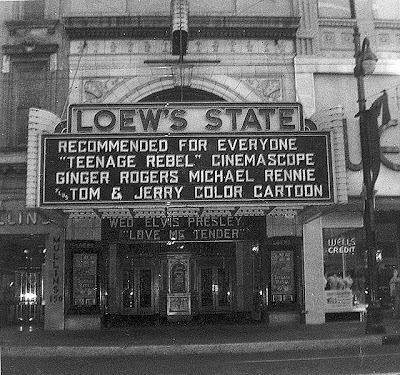 LOEW'S STATE
RECOMMENDED FOR EVERYONE
"TEENAGE REBEL" CINEMASCOPE
GINGER ROGERS MICHAEL RENNIE
PLUS TOM & JERRY COLOR CARTOON
WED ELVIS PRESLEY
"LOVE ME TENDER"
WELLS
CREDIT